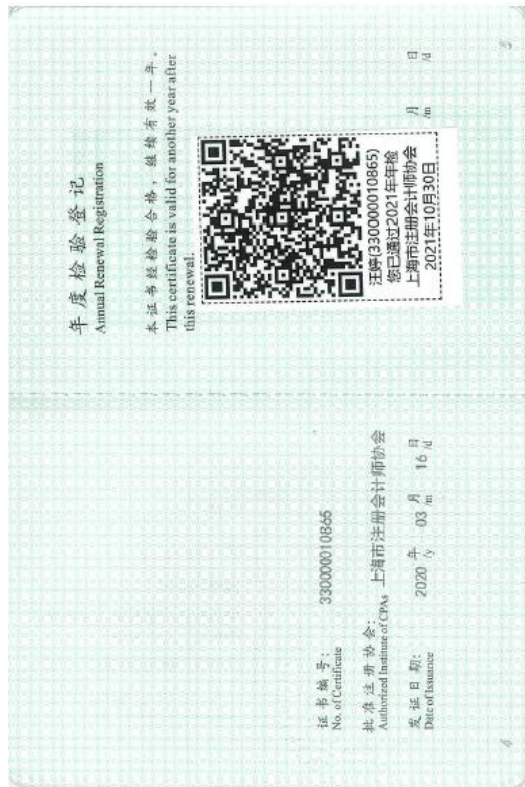 证书编号:
No. of Certificate
330000010865
批准注册协会:
Authorized Institute of CPAs
上海市注册会计师协会
发证日期:
Date of Issuance
2020 年 03 月 16 日
/y /m /d
4
年度检验登记
Annual Renewal Registration
本证书经检验合格，继续有效一年。
This certificate is valid for another year after
this renewal.
汪婷(330000010865)
您已通过2021年年检
上海市注册会计师协会
2021年10月30日
月 日
/m /d
5